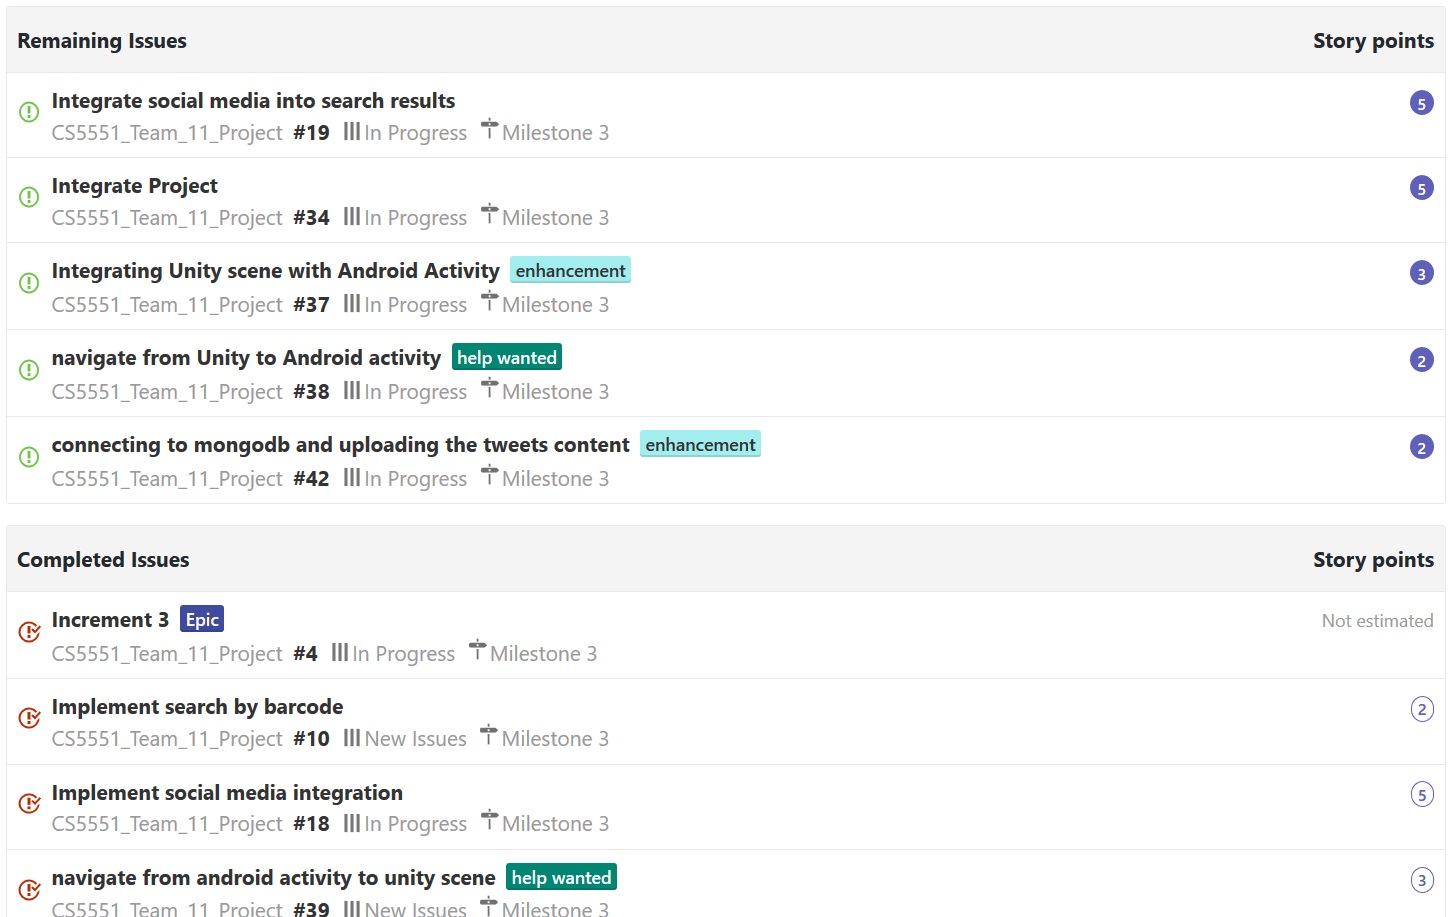 Remaining Issues Story points
Integrate social media into search results 5
CS5551_Team_11_Project #19 In Progress Milestone 3
Integrate Project 5
CS5551_Team_11_Project #34 In Progress Milestone 3
Integrating Unity scene with Android Activity enhancement 3
CS5551_Team_11_Project #37 In Progress Milestone 3
navigate from Unity to Android activity help wanted 2
CS5551_Team_11_Project #38 In Progress Milestone 3
connecting to mongodb and uploading the tweets content enhancement 2
CS5551_Team_11_Project #42 In Progress Milestone 3
Completed Issues Story points
Increment 3 Epic Not estimated
CS5551_Team_11_Project #4 In Progress Milestone 3
Implement search by barcode 2
CS5551_Team_11_Project #10 New Issues Milestone 3
Implement social media integration 5
CS5551_Team_11_Project #18 In Progress Milestone 3
navigate from android activity to unity scene help wanted 3
CS5551_Team_11_Project #39 New Issues Milestone 3